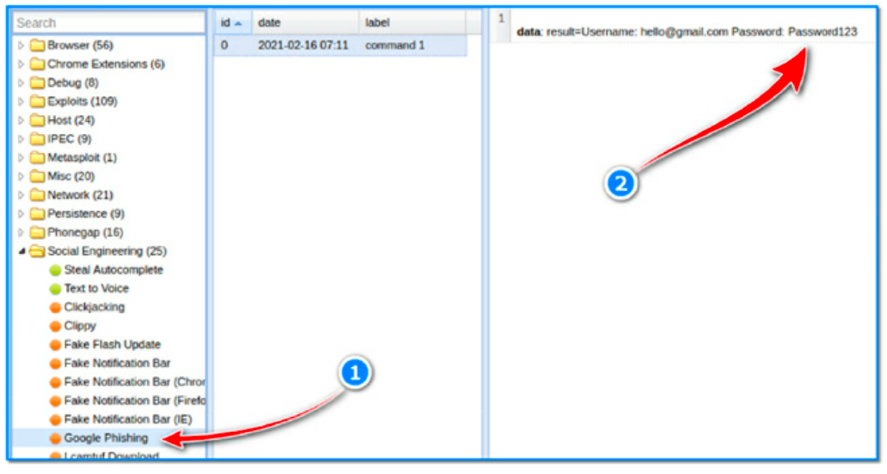 Search
Browser (56)
Chrome Extensions (6)
Debug (8)
Exploits (109)
Host (24)
IPEC (9)
Metasploit (1)
Misc (20)
Network (21)
Persistence (9)
Phonegap (16)
Social Engineering (25)
Steal Autocomplete
Text to Voice
Clickjacking
Clippy
Fake Flash Update
Fake Notification Bar
Fake Notification Bar (Chror
Fake Notification Bar (Firefo
Fake Notification Bar (IE)
Google Phishing
Lcamtuf Download
1
id date label
0 2021-02-16 07:11 command 1
1
data: result=Username: hello@gmail.com Password: Password123
2